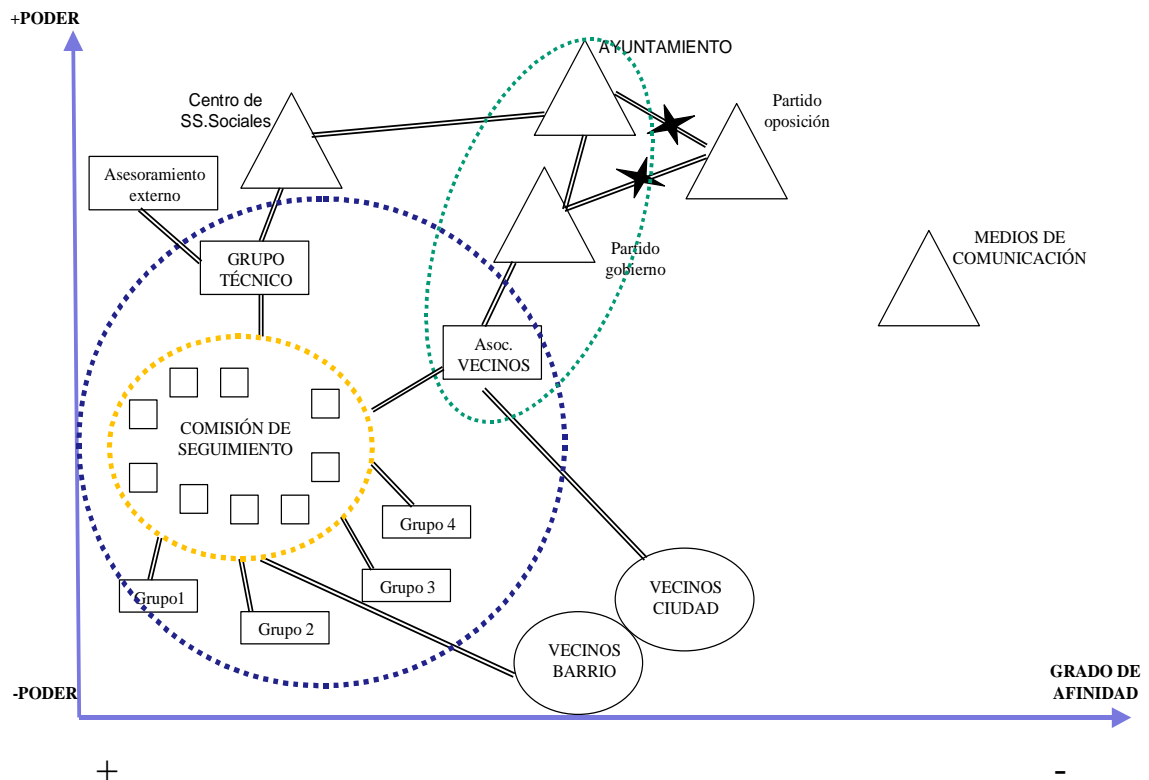 +PODER
AYUNTAMIENTO
Centro de
SS.Sociales
Partido
oposición
Asesoramiento
externo
MEDIOS DE
COMUNICACIÓN
Partido
gobierno
GRUPO
TÉCNICO
Asoc.
VECINOS
COMISIÓN DE
SEGUIMIENTO
Grupo 4
Grupo 3
Grupo1
Grupo 2
VECINOS
CIUDAD
VECINOS
BARRIO
-PODER
GRADO DE
AFINIDAD
+
-